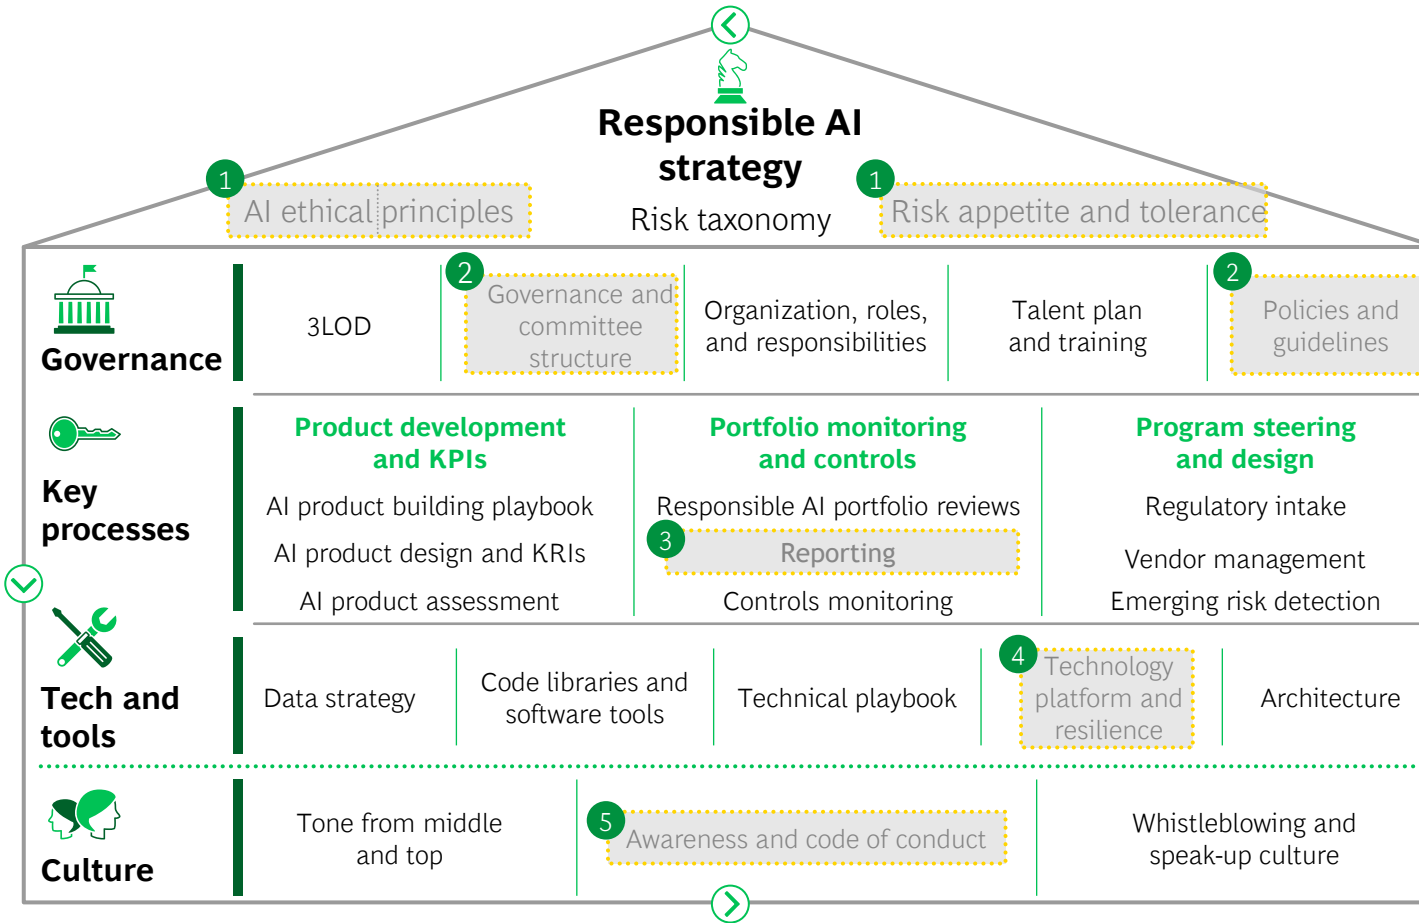 Responsible AI
strategy
1
AI ethical principles
Risk taxonomy
1
Risk appetite and tolerance
Governance
3LOD
2
Governance and
committee
structure
Organization, roles,
and responsibilities
Talent plan
and training
2
Policies and
guidelines
Key
processes
Product development
and KPIs
AI product building playbook
AI product design and KRIs
AI product assessment
Portfolio monitoring
and controls
Responsible AI portfolio reviews
3
Reporting
Controls monitoring
Program steering
and design
Regulatory intake
Vendor management
Emerging risk detection
Tech and
tools
Data strategy
Code libraries and
software tools
Technical playbook
4
Technology
platform and
resilience
Architecture
Culture
Tone from middle
and top
5
Awareness and code of conduct
Whistleblowing and
speak-up culture